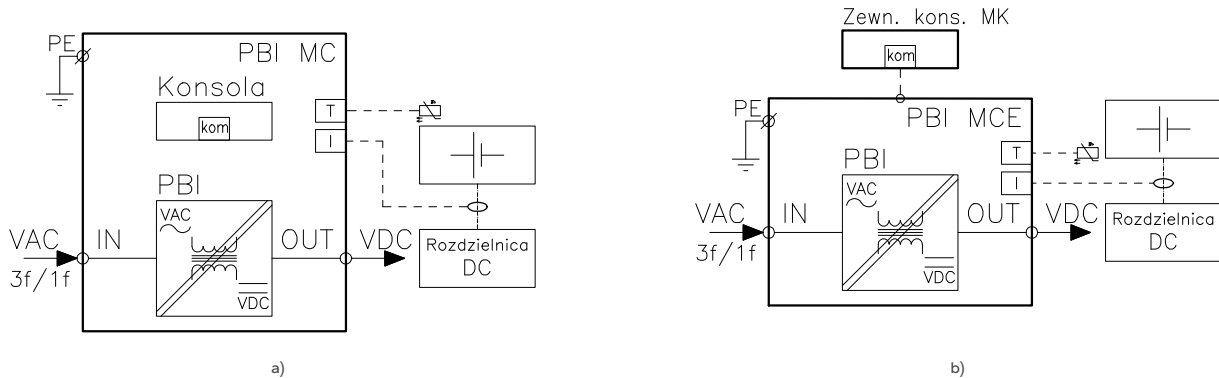 PE
PBI MC
Konsola
kom
T
I
PBI
VAC
VDC
VAC
IN
OUT
VDC
3f/1f
Rozdzielnica
DC
a)
Zewn. kons. MK
kom
PE
PBI MCE
T
I
PBI
VAC
VDC
VAC
IN
OUT
VDC
3f/1f
Rozdzielnica
DC
b)